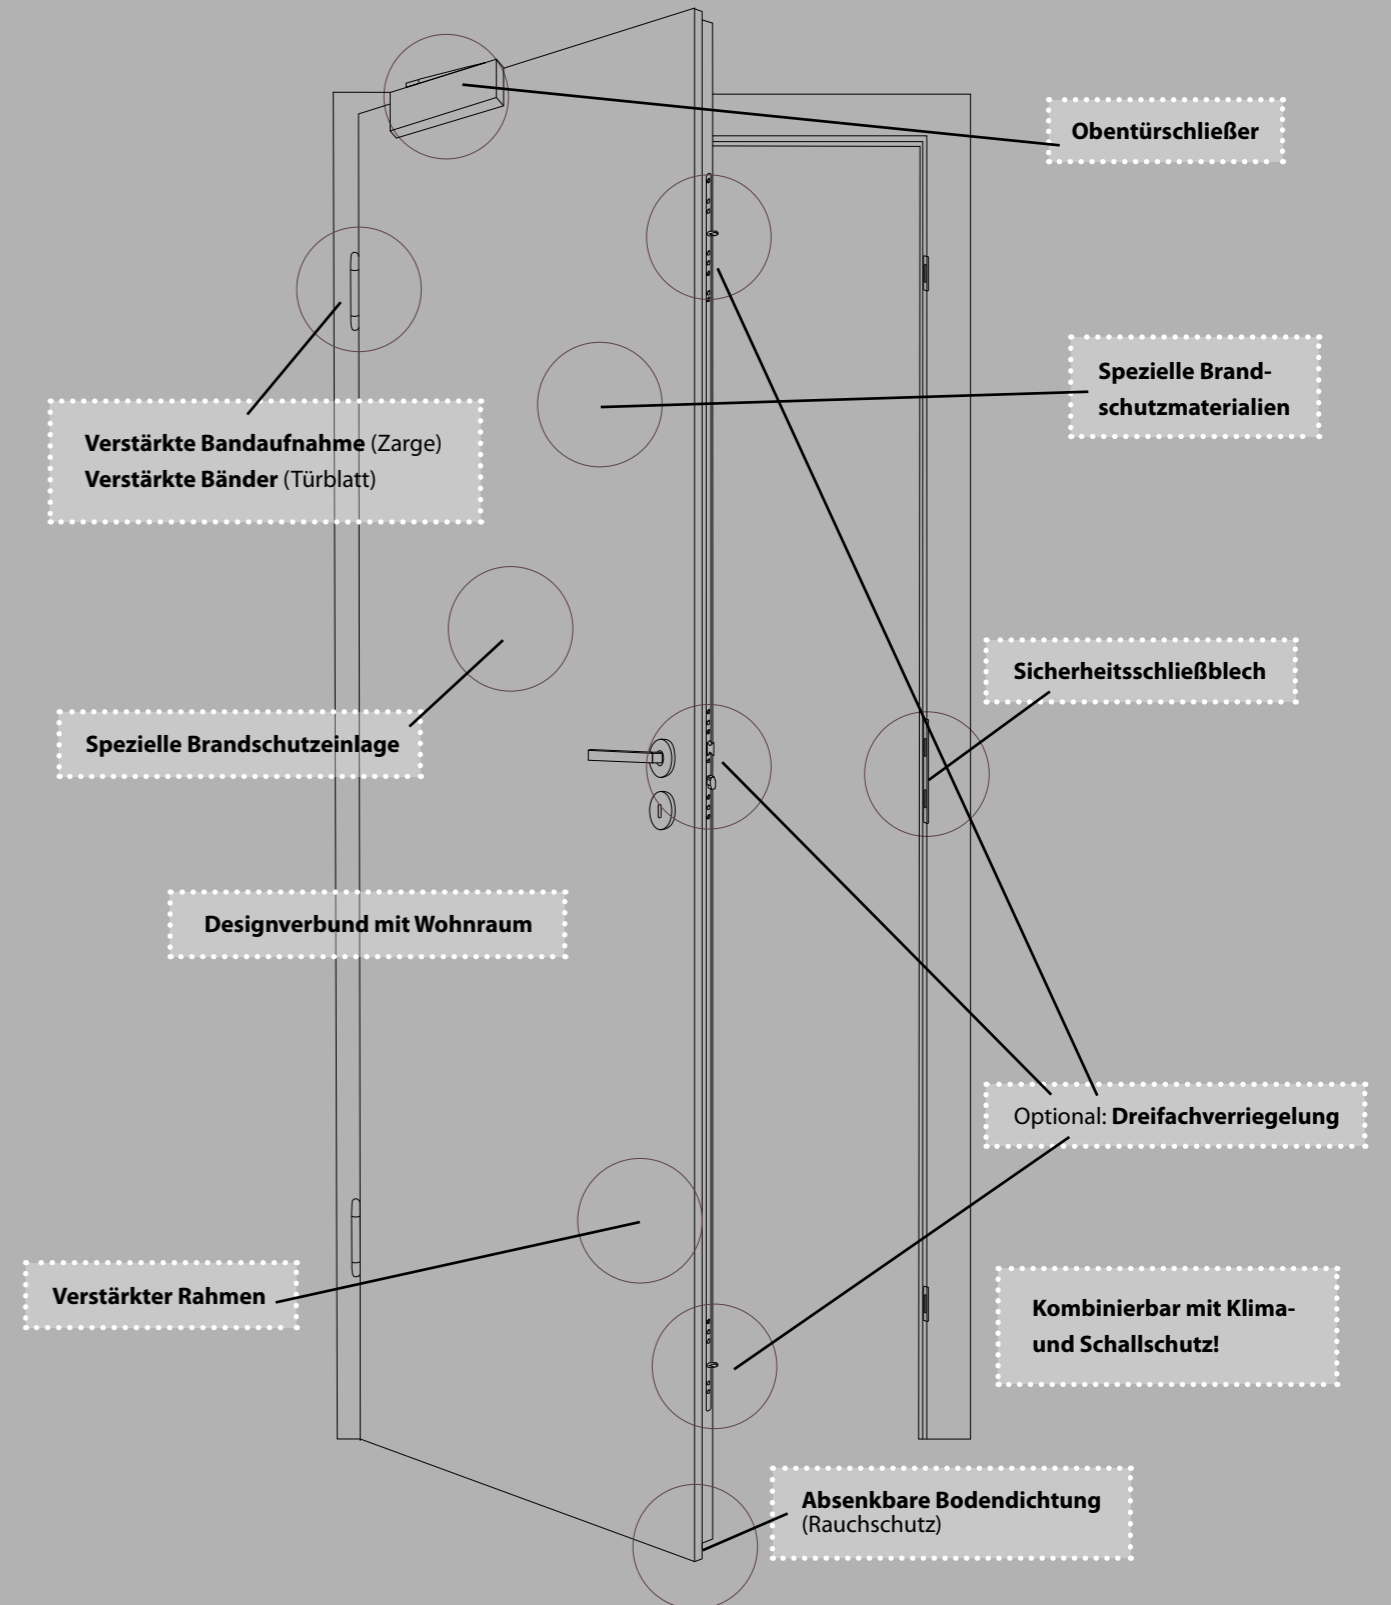 Obentürschließer
Spezielle Brand-
schutzmaterialien
Verstärkte Bandaufnahme (Zarge)
Verstärkte Bänder (Türblatt)
Sicherheitsschließblech
Spezielle Brandschutzeinlage
Designverbund mit Wohnraum
Optional: Dreifachverriegelung
Verstärkter Rahmen
Kombinierbar mit Klima-
und Schallschutz!
Absenkbare Bodendichtung
(Rauchschutz)